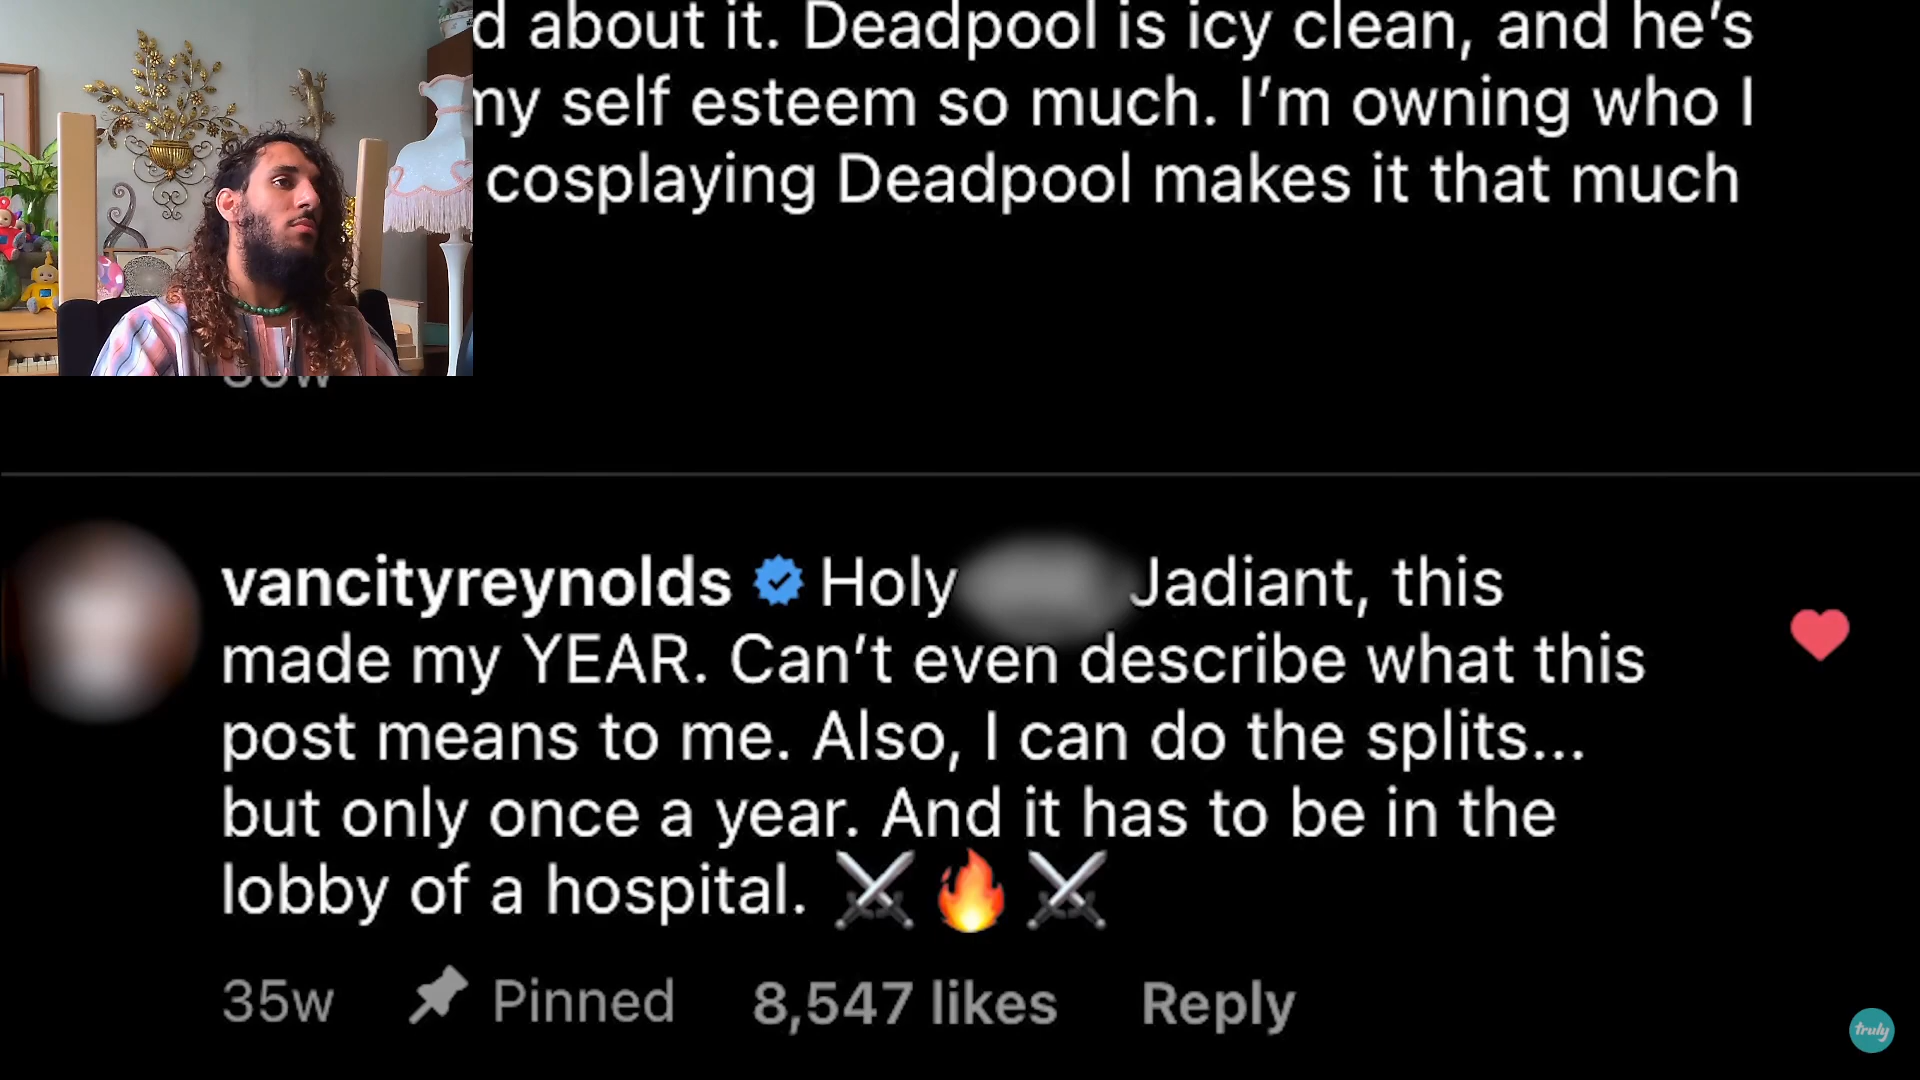 d about it. Deadpool is icy clean, and he’s
my self esteem so much. I’m owning who I
cosplaying Deadpool makes it that much
vancityreynolds Holy Jadiant, this
made my YEAR. Can’t even describe what this
post means to me. Also, I can do the splits...
but only once a year. And it has to be in the
lobby of a hospital. ⚔️🔥⚔️
35w Pinned 8,547 likes Reply
truly